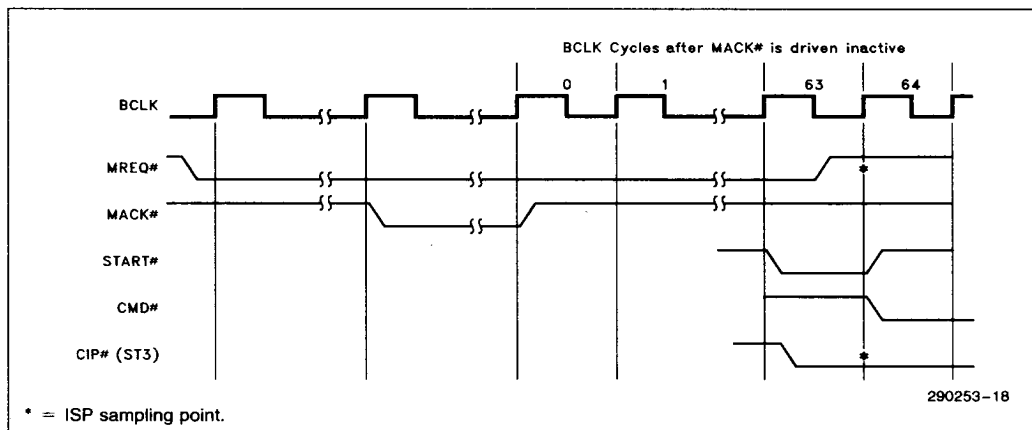 BCLK Cycles after MACK# is driven inactive
0 1 63 64
BCLK
MREQ#
*
MACK#
START#
CMD#
CIP# (ST3)
*
290253-18
* = ISP sampling point.